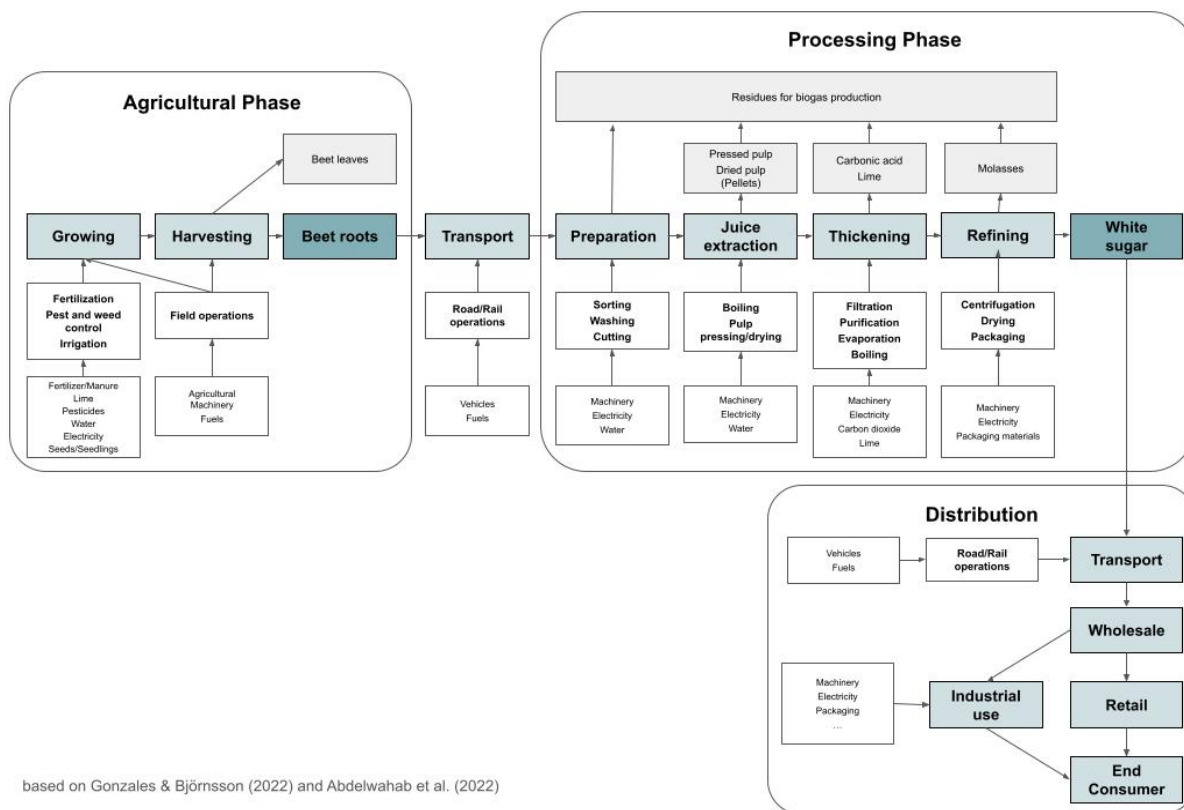 Processing Phase
Residues for biogas production
Agricultural Phase
Beet leaves
Pressed pulp
Dried pulp
(Pellets)
Carbonic acid
Lime
Molasses
Growing
Harvesting
Beet roots
Transport
Preparation
Juice
extraction
Thickening
Refining
White
sugar
Fertilization
Pest and weed
control
Irrigation
Field operations
Road/Rail
operations
Sorting
Washing
Cutting
Boiling
Pulp
pressing/drying
Filtration
Purification
Evaporation
Boiling
Centrifugation
Drying
Packaging
Fertilizer/Manure
Lime
Pesticides
Water
Electricity
Seeds/Seedlings
Agricultural
Machinery
Fuels
Vehicles
Fuels
Machinery
Electricity
Water
Machinery
Electricity
Water
Machinery
Electricity
Carbon dioxide
Lime
Machinery
Electricity
Packaging materials
Distribution
Vehicles
Fuels
Road/Rail
operations
Transport
Wholesale
Machinery
Electricity
Packaging
...
Industrial
use
Retail
End
Consumer
based on Gonzales & Björnsson (2022) and Abdelwahab et al. (2022)